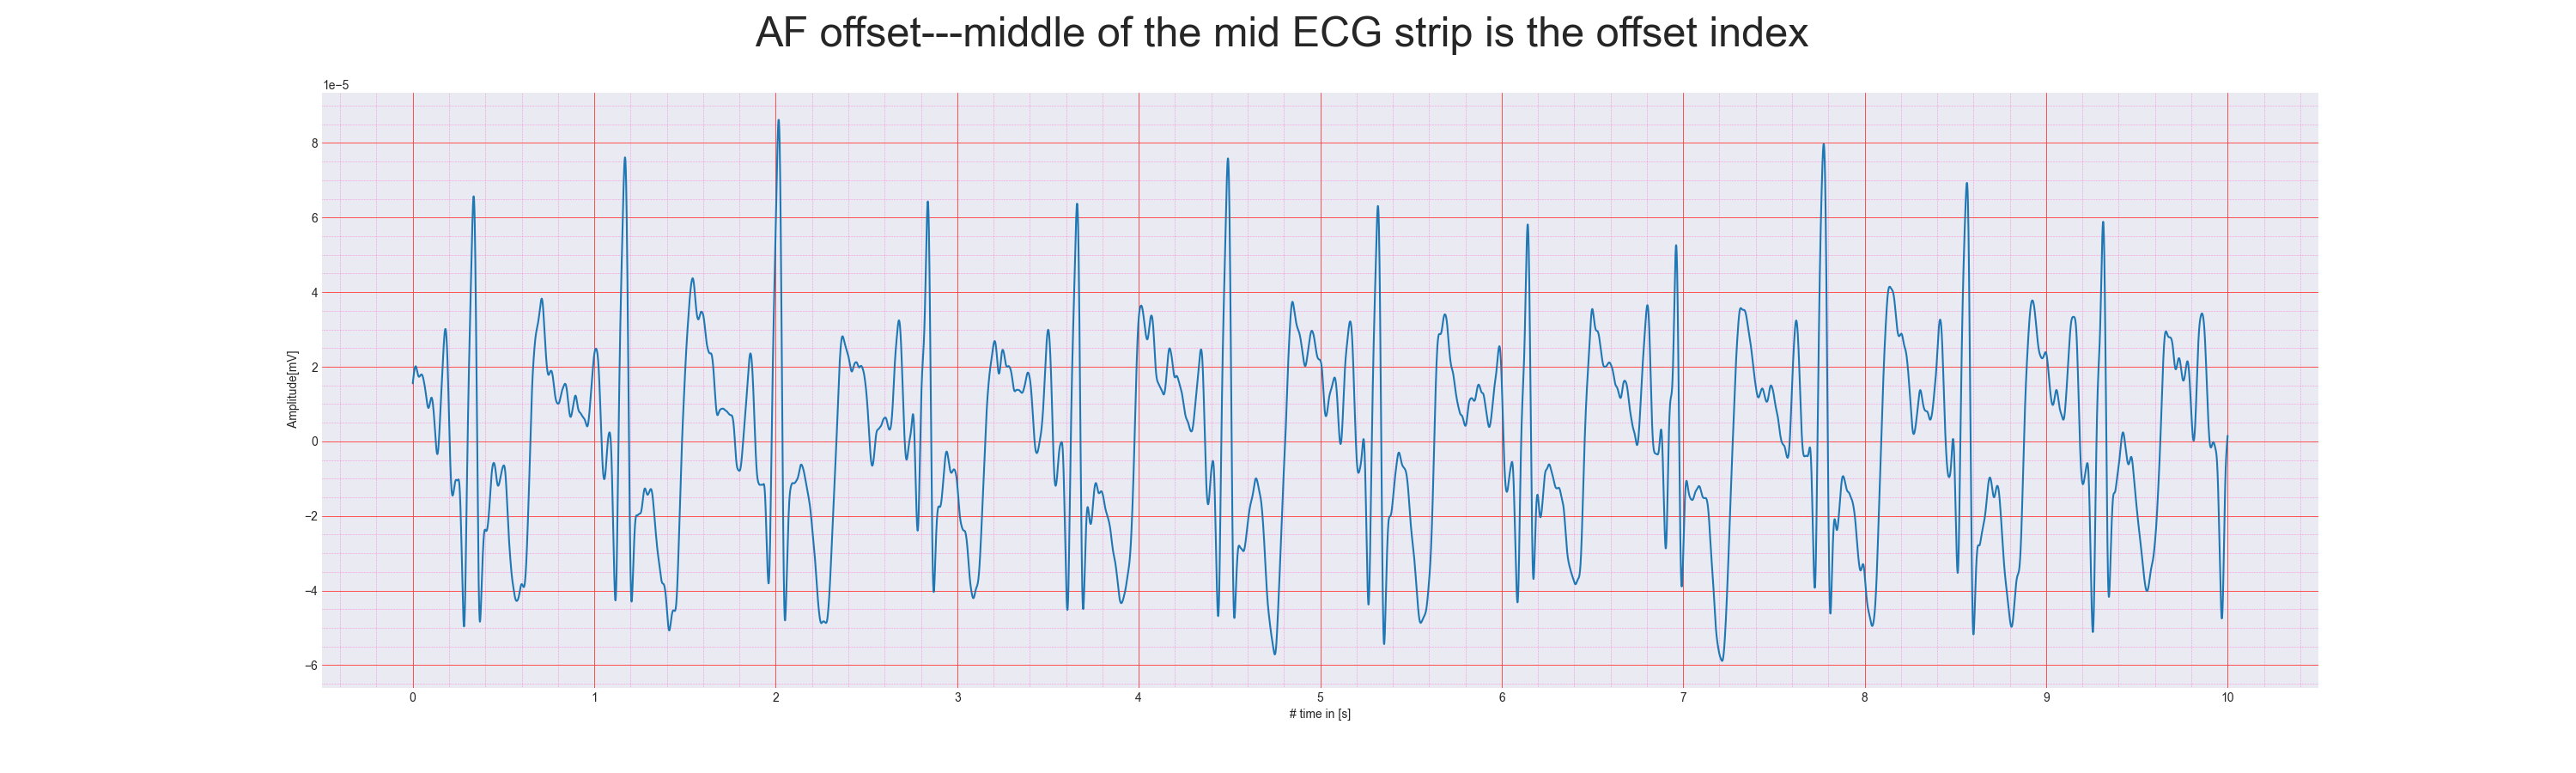 AF offset---middle of the mid ECG strip is the offset index
1e−5
8
6
4
2
0
−2
−4
−6
Amplitude[mV]
0 1 2 3 4 5 6 7 8 9 10
# time in [s]